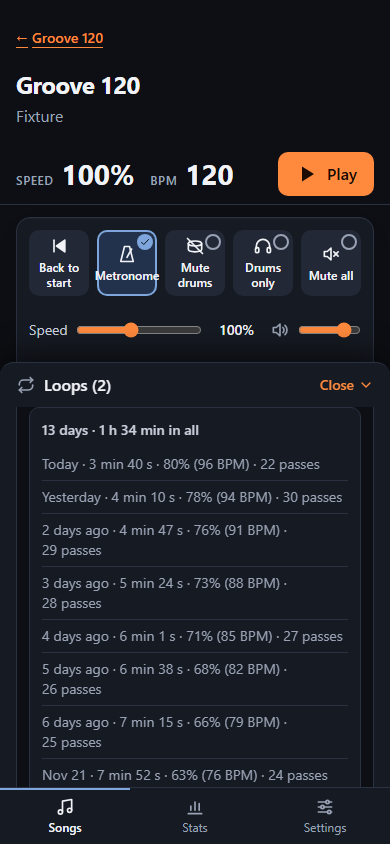 ← Groove 120
Groove 120
Fixture
SPEED 100% BPM 120
Play
Back to start
Metronome
Mute drums
Drums only
Mute all
Speed 100%
Loops (2)
Close
13 days · 1 h 34 min in all
Today · 3 min 40 s · 80% (96 BPM) · 22 passes
Yesterday · 4 min 10 s · 78% (94 BPM) · 30 passes
2 days ago · 4 min 47 s · 76% (91 BPM) ·
29 passes
3 days ago · 5 min 24 s · 73% (88 BPM) ·
28 passes
4 days ago · 6 min 1 s · 71% (85 BPM) · 27 passes
5 days ago · 6 min 38 s · 68% (82 BPM) ·
26 passes
6 days ago · 7 min 15 s · 66% (79 BPM) ·
25 passes
Nov 21 · 7 min 52 s · 63% (76 BPM) · 24 passes
Songs
Stats
Settings